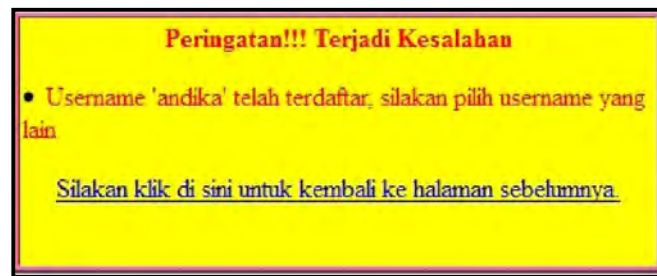 Peringatan!!! Terjadi Kesalahan
• Username 'andika' telah terdaftar, silakan pilih username yang
lain
Silakan klik di sini untuk kembali ke halaman sebelumnya.